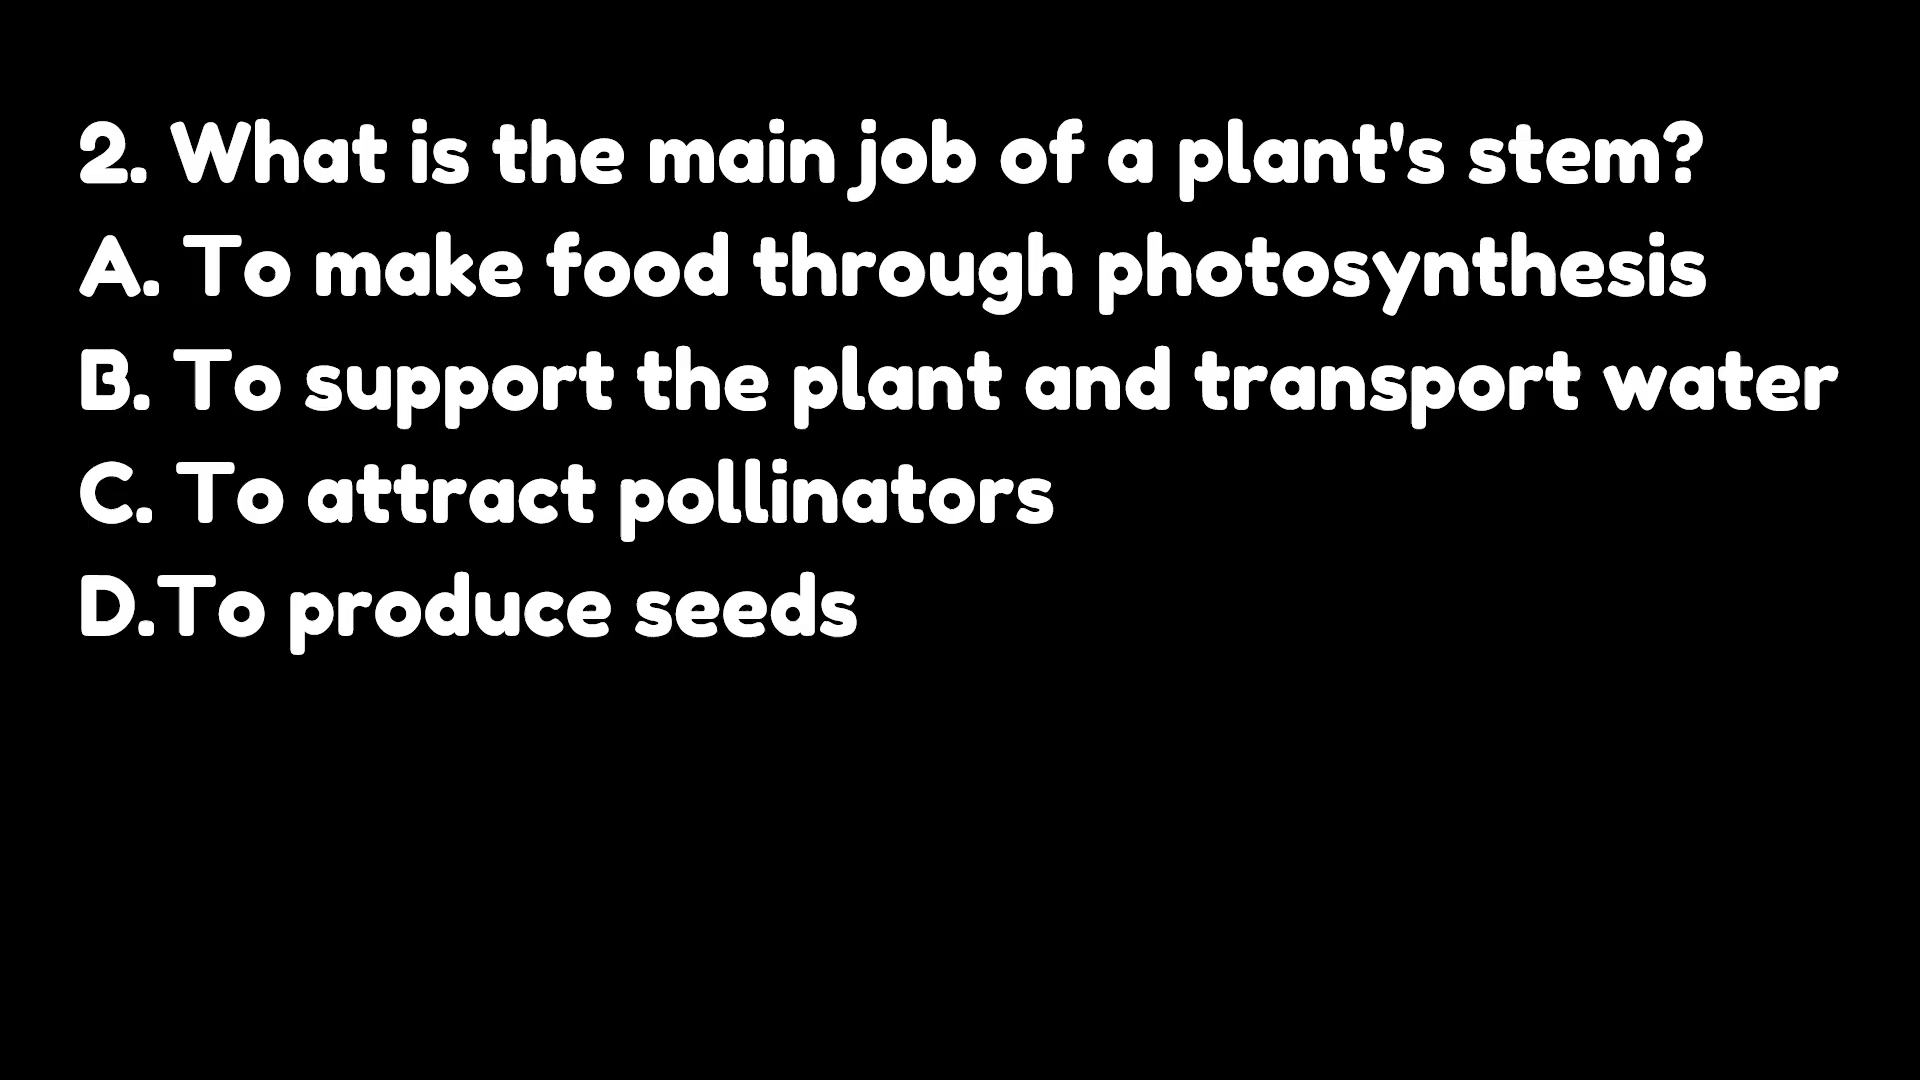 2. What is the main job of a plant's stem?
A. To make food through photosynthesis
B. To support the plant and transport water
C. To attract pollinators
D.To produce seeds